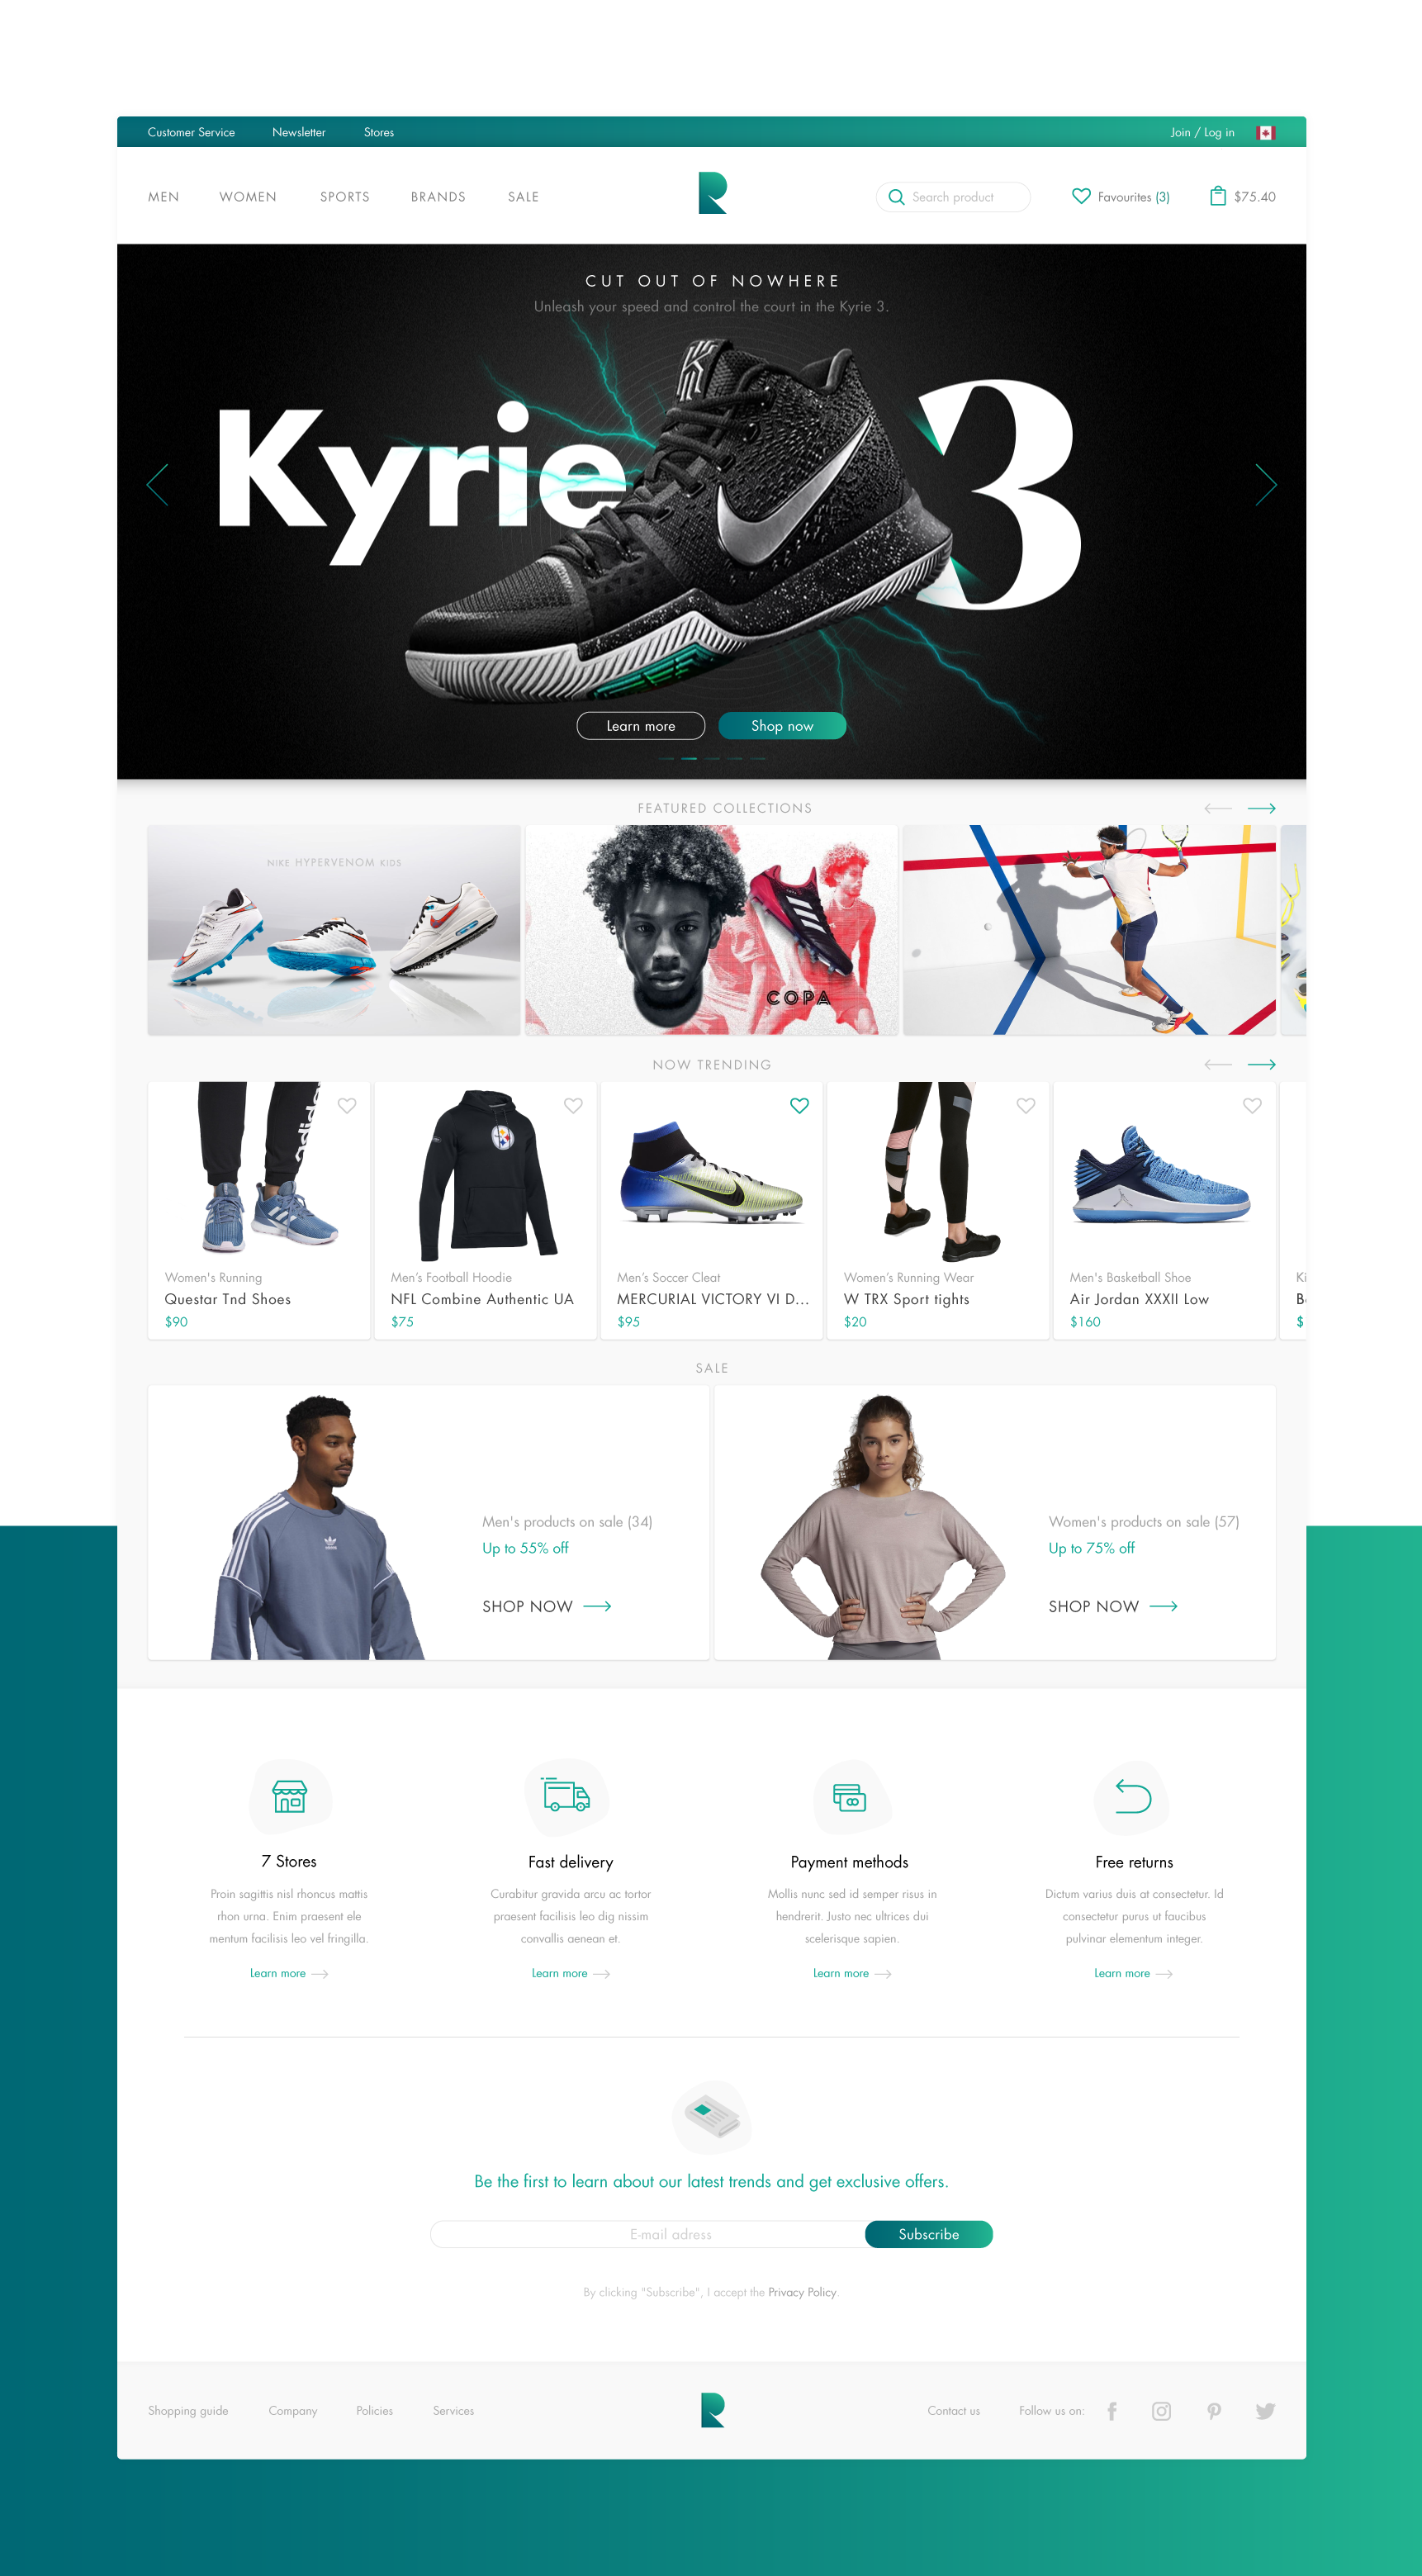 Customer Service Newsletter Stores Join / Log in
MEN WOMEN SPORTS BRANDS SALE R Search product Favourites (3) $75.40
CUT OUT OF NOWHERE
Unleash your speed and control the court in the Kyrie 3.
Kyrie 3
Learn more Shop now
FEATURED COLLECTIONS
NIKE HYPERVENOM KIDS
COPA
NOW TRENDING
adidas
Women's Running
Questar Tnd Shoes
$90
Men's Football Hoodie
NFL Combine Authentic UA
$75
Men's Soccer Cleat
MERCURIAL VICTORY VI D...
$95
Women's Running Wear
W TRX Sport tights
$20
Men's Basketball Shoe
Air Jordan XXXII Low
$160
Ki
B
$
SALE
Men's products on sale (34)
Up to 55% off
SHOP NOW
Women's products on sale (57)
Up to 75% off
SHOP NOW
7 Stores
Proin sagittis nisl rhoncus mattis
rhon urna. Enim praesent ele
mentum facilisis leo vel fringilla.
Learn more
Fast delivery
Curabitur gravida arcu ac tortor
praesent facilisis leo dig nissim
convallis aenean et.
Learn more
Payment methods
Mollis nunc sed id semper risus in
hendrerit. Justo nec ultrices dui
scelerisque sapien.
Learn more
Free returns
Dictum varius duis at consectetur. Id
consectetur purus ut faucibus
pulvinar elementum integer.
Learn more
Be the first to learn about our latest trends and get exclusive offers.
E-mail adress Subscribe
By clicking "Subscribe", I accept the Privacy Policy.
Shopping guide Company Policies Services R Contact us Follow us on: